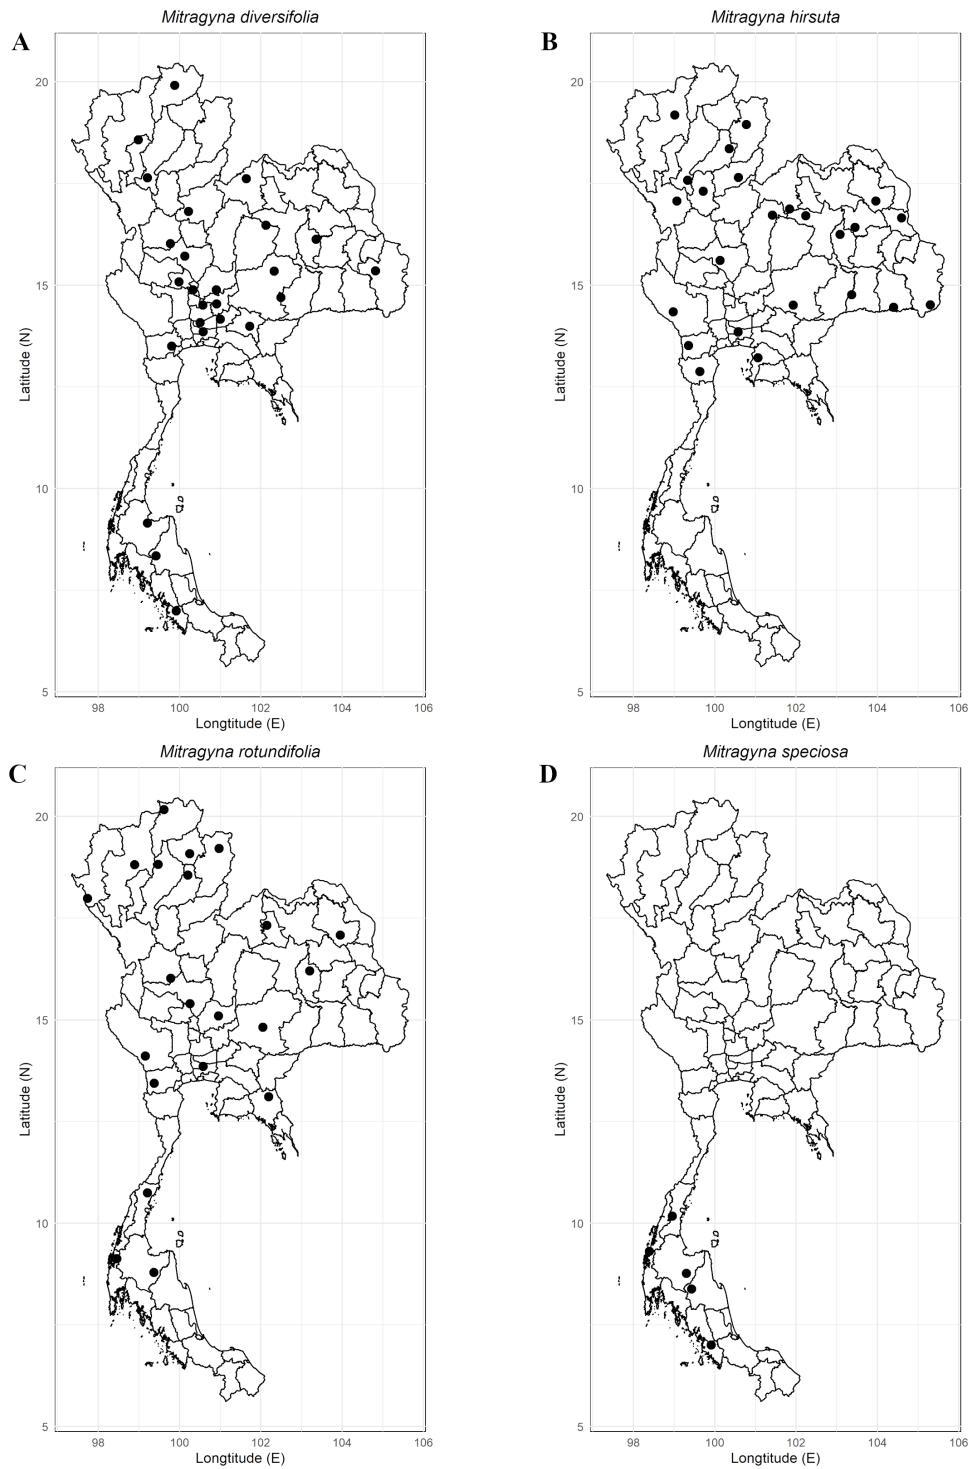 Mitragyna diversifolia
Mitragyna hirsuta
A
B
20
15
10
5
Latitude (N)
98 100 102 104 106
Longtitude (E)
20
15
10
5
Latitude (N)
98 100 102 104 106
Longtitude (E)
Mitragyna rotundifolia
Mitragyna speciosa
C
D
20
15
10
5
Latitude (N)
98 100 102 104 106
Longtitude (E)
20
15
10
5
Latitude (N)
98 100 102 104 106
Longtitude (E)